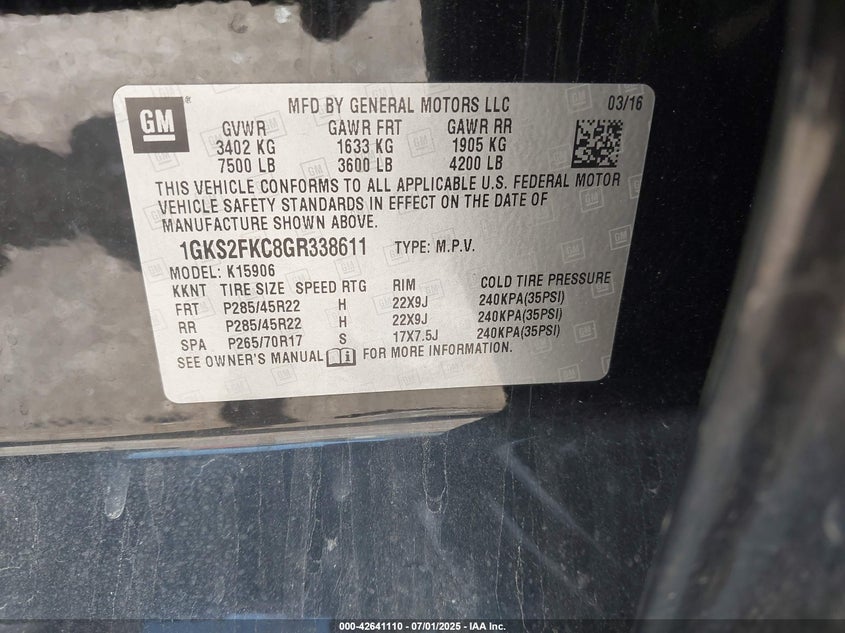 GM
MFD BY GENERAL MOTORS LLC 03/16
GVWR GAWR FRT GAWR RR
3402 KG 1633 KG 1905 KG
7500 LB 3600 LB 4200 LB
THIS VEHICLE CONFORMS TO ALL APPLICABLE U.S. FEDERAL MOTOR
VEHICLE SAFETY STANDARDS IN EFFECT ON THE DATE OF
MANUFACTURE SHOWN ABOVE.
1GKS2FKC8GR338611 TYPE: M.P.V.
MODEL: K15906
KKNT TIRE SIZE SPEED RTG RIM COLD TIRE PRESSURE
FRT P285/45R22 H 22X9J 240KPA(35PSI)
RR P285/45R22 H 22X9J 240KPA(35PSI)
SPA P265/70R17 S 17X7.5J 240KPA(35PSI)
SEE OWNER'S MANUAL FOR MORE INFORMATION.
000-42641110 - 07/01/2025 - IAA Inc.